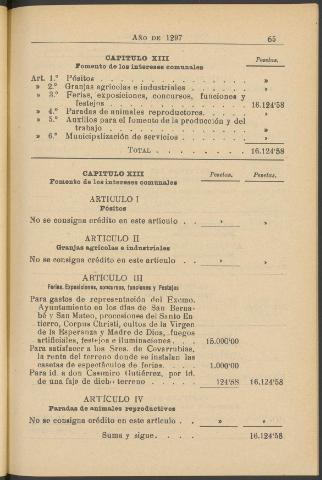 AÑO DE 1297 65
CAPITULO XIII Pesetas.
Fomento de los intereses comunales
Art. 1.º Pósitos . . . . . . . . . . . »
» 2.º Granjas agrícolas e industriales . . . . . »
» 3.º Ferias, exposiciones, concursos, funciones y
festejos . . . . . . . . . . 16.124'58
» 4.º Paradas de animales reproductores. . . . »
» 5.º Auxilios para el fomento de la producción y del
trabajo . . . . . . . . . . »
» 6.º Municipalización de servicios . . . . . »
TOTAL . . . . . . . 16.124'58
CAPITULO XIII Pesetas. Pesetas.
Fomento de los intereses comunales
ARTICULO I
Pósitos
No se consigna crédito en este artículo . . » »
ARTICULO II
Granjas agrícolas e industriales
No se consigna crédito en este artículo . . » »
ARTICULO III
Ferias, Exposiciones, concursos, funciones y Festejos
Para gastos de representación del Excmo.
Ayuntamiento en los días de San Bernabé
y San Mateo, procesiones del Santo Entierro,
Corpus Christi, cultos de la Virgen
de la Esperanza y Madre de Dios, fuegos
artificiales, festejos e iluminaciones. . . 15.000'00
Para satisfacer a los Sres. de Covarrubias,
la renta del terreno donde se instalan las
casetas de espectáculos de ferias. . . . 1.000'00
Para id. a don Casimiro Gutiérrez, por id.
de una faja de dicho terreno . . . . . 124'58 16.124'58
ARTÍCULO IV
Paradas de animales reproductivos
No se consigna crédito en este artículo . . » »
Suma y sigue. . . . 16.124'58